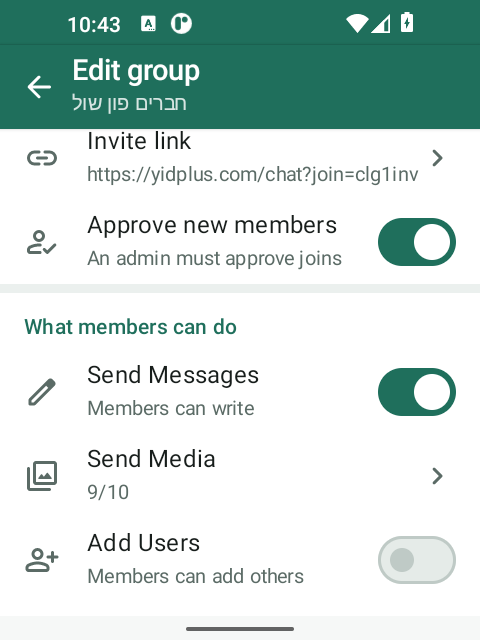 10:43
Edit group
חברים פון שול
Invite link
https://yidplus.com/chat?join=clg1inv
Approve new members
An admin must approve joins
What members can do
Send Messages
Members can write
Send Media
9/10
Add Users
Members can add others